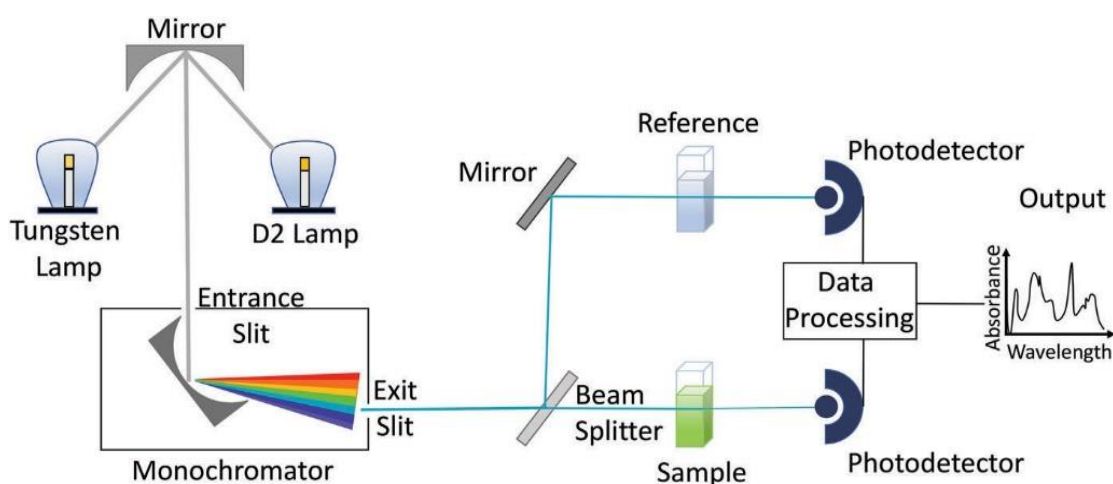 Mirror
Tungsten
Lamp
D2 Lamp
Entrance
Slit
Exit
Slit
Monochromator
Mirror
Reference
Beam
Splitter
Sample
Photodetector
Data
Processing
Photodetector
Output
Absorbance
Wavelength